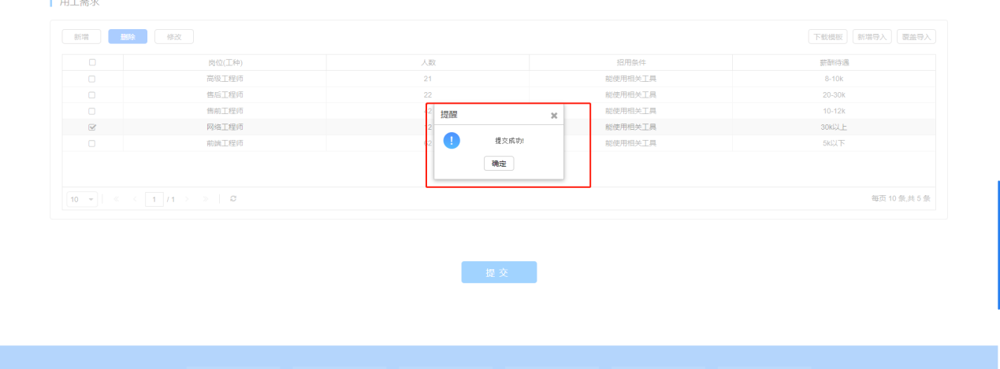 用工需求
新增 删除 修改 下载模板 新增导入 覆盖导入
岗位(工种) 人数 招用条件 薪酬待遇
高级工程师 21 能使用相关工具 8-10k
售后工程师 22 能使用相关工具 20-30k
售前工程师 能使用相关工具 10-12k
网络工程师 能使用相关工具 30k以上
前端工程师 能使用相关工具 5k以下
提醒
提交成功!
确定
10 1 / 1 每页 10 条,共 5 条
提 交